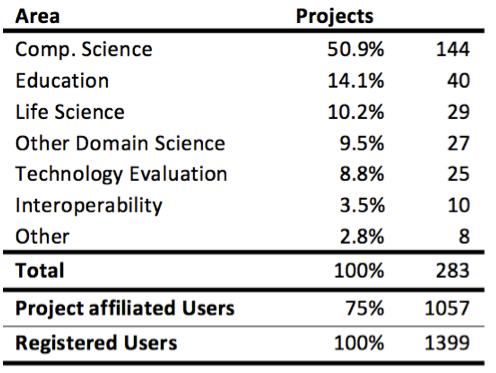 Area Projects
Comp. Science 50.9% 144
Education 14.1% 40
Life Science 10.2% 29
Other Domain Science 9.5% 27
Technology Evaluation 8.8% 25
Interoperability 3.5% 10
Other 2.8% 8
Total 100% 283
Project affiliated Users 75% 1057
Registered Users 100% 1399